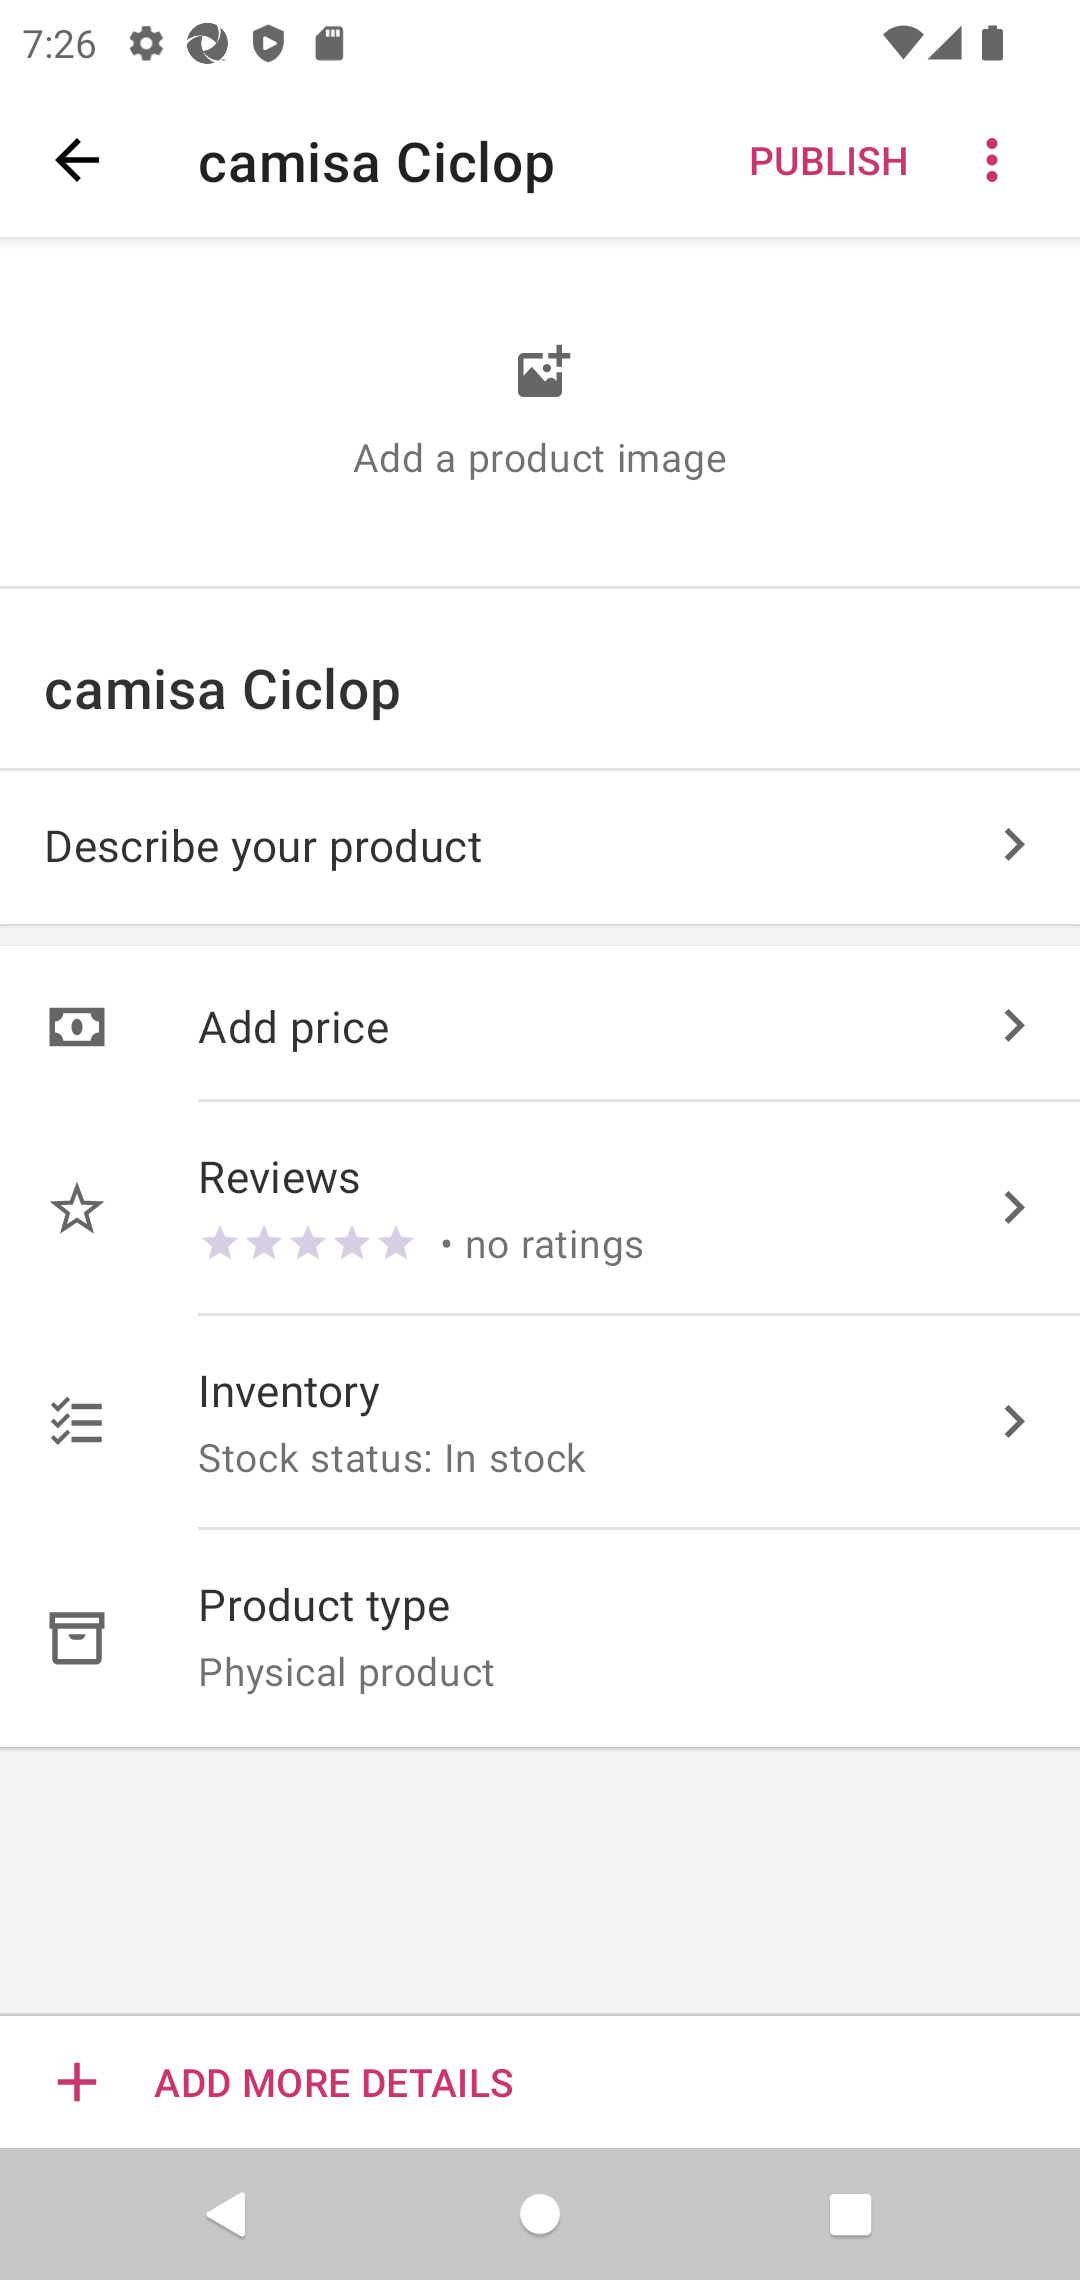 7:26
camisa Ciclop
PUBLISH
Add a product image
camisa Ciclop
Describe your product
Add price
Reviews
• no ratings
Inventory
Stock status: In stock
Product type
Physical product
ADD MORE DETAILS